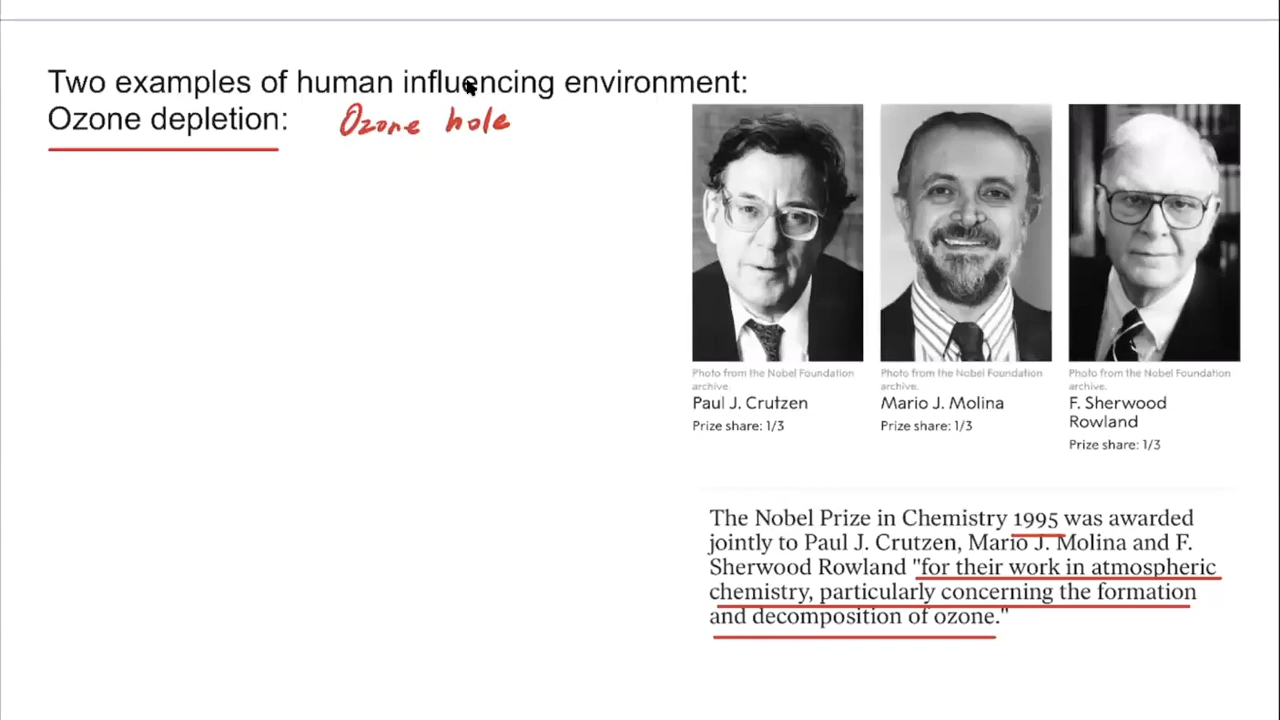 Two examples of human influencing environment:
Ozone depletion: Ozone hole
Photo from the Nobel Foundation
archive.
Paul J. Crutzen
Prize share: 1/3
Photo from the Nobel Foundation
archive.
Mario J. Molina
Prize share: 1/3
Photo from the Nobel Foundation
archive.
F. Sherwood
Rowland
Prize share: 1/3
The Nobel Prize in Chemistry 1995 was awarded
jointly to Paul J. Crutzen, Mario J. Molina and F.
Sherwood Rowland "for their work in atmospheric
chemistry, particularly concerning the formation
and decomposition of ozone."